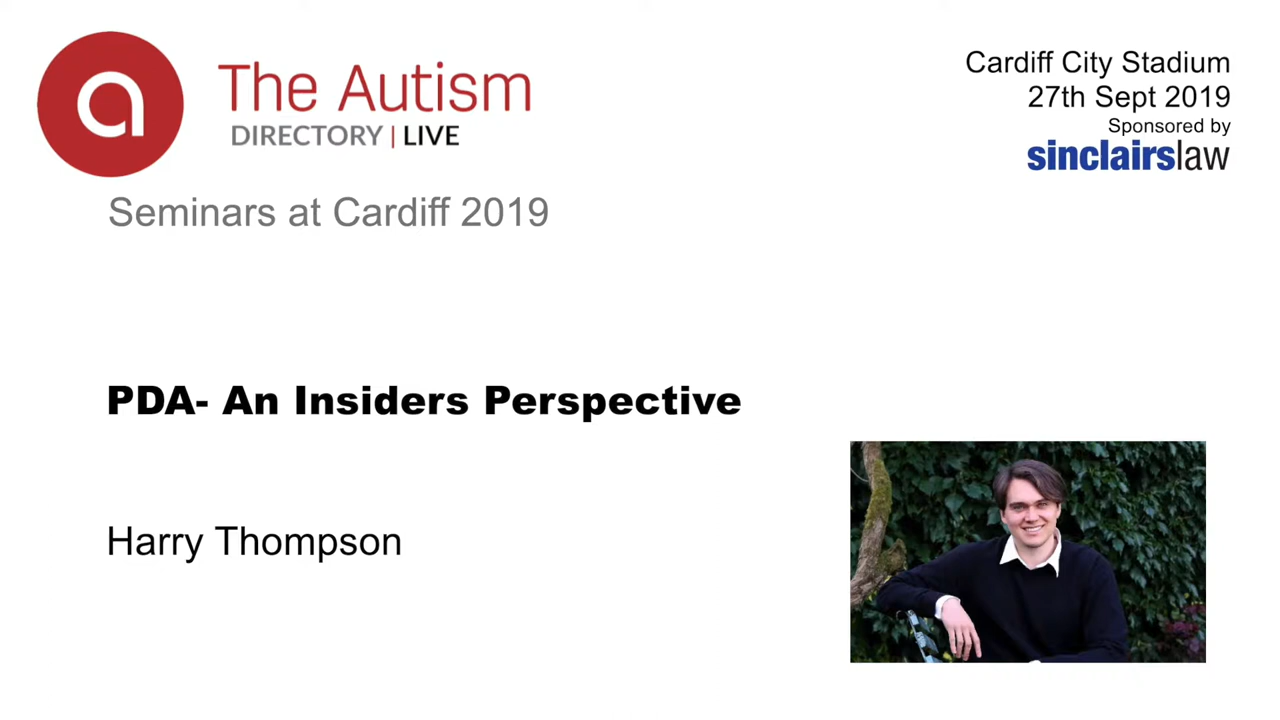 The Autism
DIRECTORY | LIVE
Cardiff City Stadium
27th Sept 2019
Sponsored by
sinclairslaw
Seminars at Cardiff 2019
PDA- An Insiders Perspective
Harry Thompson